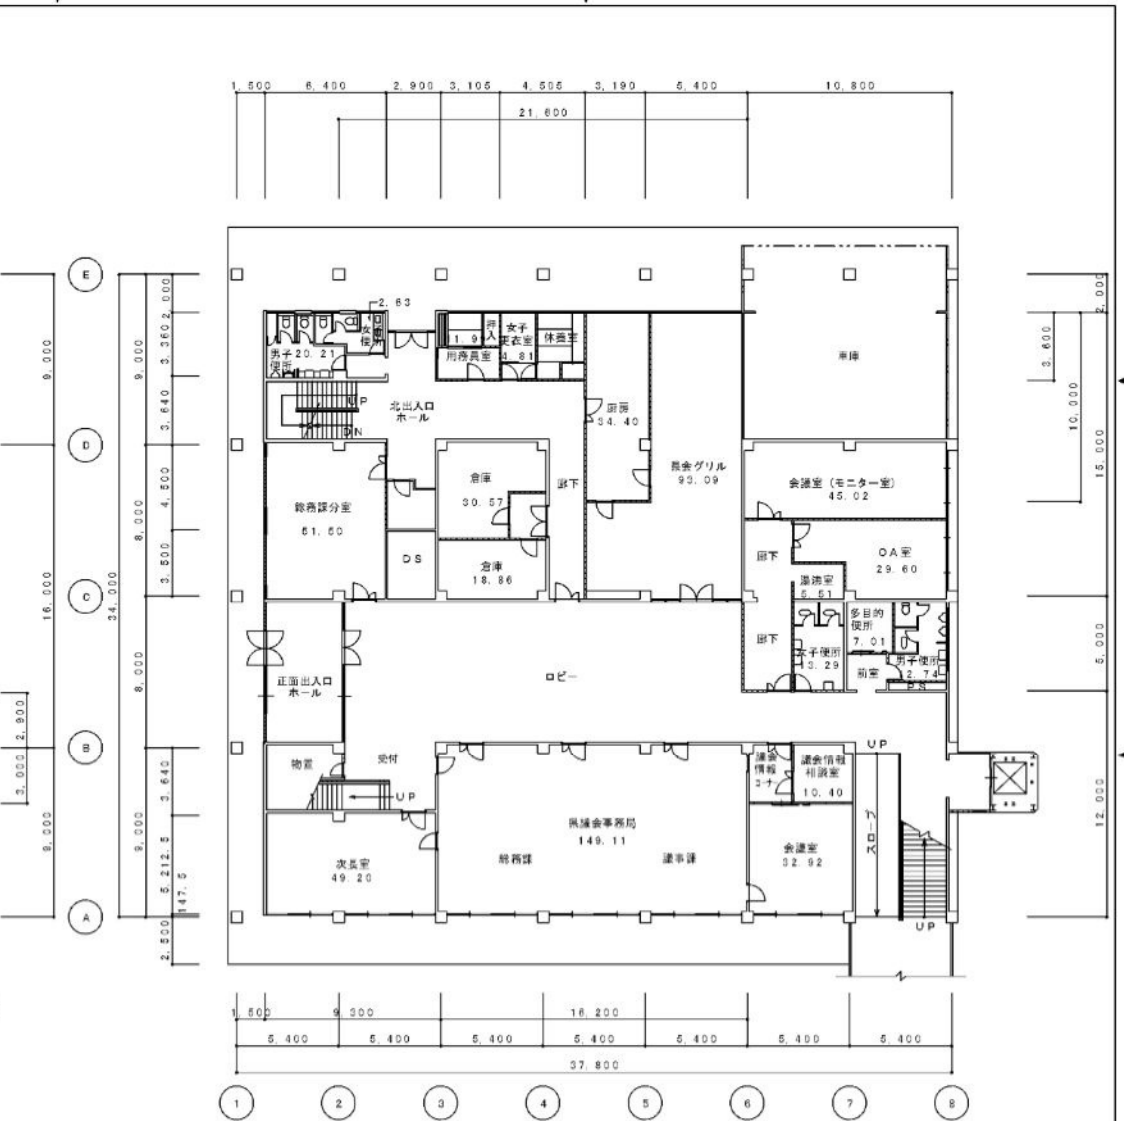 1,500 6,400 2,900 3,105 4,505 3,190 5,400 10,800
21,600
E
2,000
2,000
9,000
9,000
3,360
3,600
2.63
女
便所
男子 20.21
便所
押
入
11.91
用務員室
女子
更衣室
4.81
休養室
車庫
3,640
UP
DN
北出入口
ホール
厨房
34.40
10,000
15,000
D
県会グリル
93.09
倉庫
30.57
廊下
会議室(モニター室)
45.02
4,500
8,000
総務課分室
51.50
DS
倉庫
18.86
廊下
OA室
29.60
3,500
湯沸室
5.51
16,000
34,000
C
多目的
便所
7.01
廊下
女子便所
13.29
前室
男子便所
2.74
PS
5,000
8,000
正面出入口
ホール
ロビー
2,900
B
UP
物置
受付
議会
情報
コーナー
議会情報
相談室
10.40
3,000
3,640
UP
12,000
9,000
9,000
県議会事務局
149.11
総務課
議事課
会議室
32.92
スロープ
5,212.5
次長室
49.20
147.5
A
UP
2,500
1,500 9,300 16,200
5,400 5,400 5,400 5,400 5,400 5,400 5,400
37,800
1 2 3 4 5 6 7 8